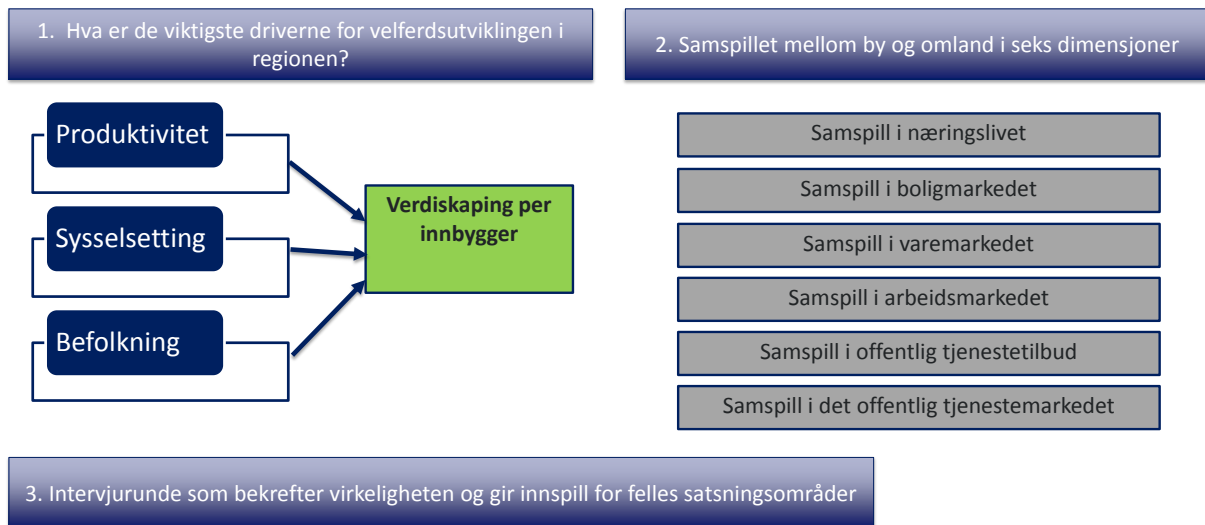 1. Hva er de viktigste driverne for velferdsutviklingen i
regionen?
Produktivitet
Sysselsetting
Befolkning
Verdiskaping per
innbygger
2. Samspillet mellom by og omland i seks dimensjoner
Samspill i næringslivet
Samspill i boligmarkedet
Samspill i varemarkedet
Samspill i arbeidsmarkedet
Samspill i offentlig tjenestetilbud
Samspill i det offentlig tjenestemarkedet
3. Intervjurunde som bekrefter virkeligheten og gir innspill for felles satsningsområder